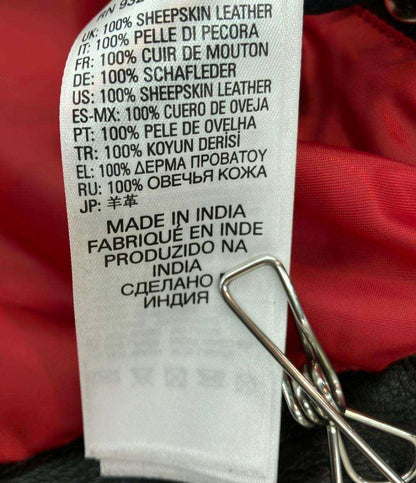 UK: 100% SHEEPSKIN LEATHER
IT: 100% PELLE DI PECORA
FR: 100% CUIR DE MOUTON
DE: 100% SCHAFLEDER
US: 100% SHEEPSKIN LEATHER
ES-MX: 100% CUERO DE OVEJA
PT: 100% PELE DE OVELHA
TR: 100% KOYUN DERİSİ
EL: 100% ΔΕΡΜΑ ΠΡΟΒΑΤΟΥ
RU: 100% ОВЕЧЬЯ КОЖА
JP: 羊革
MADE IN INDIA
FABRIQUÉ EN INDE
PRODUZIDO NA
INDIA
СДЕЛАНО
ИНДИЯ